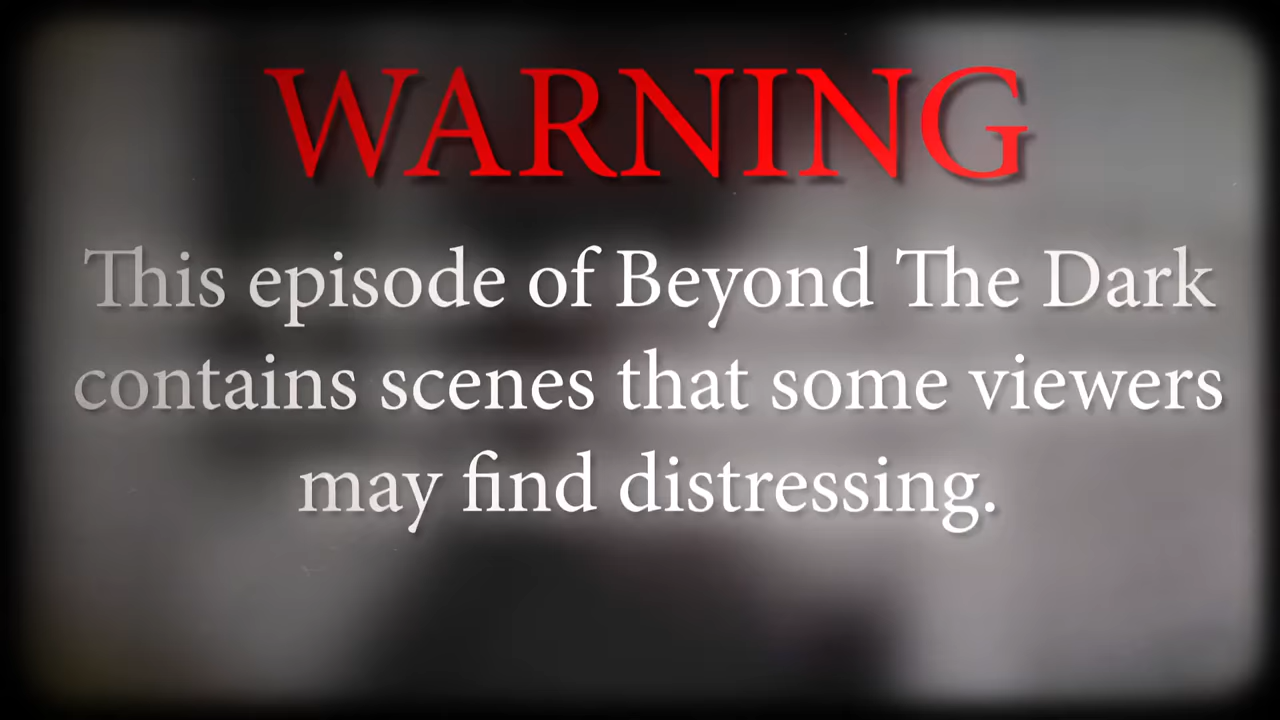 WARNING
This episode of Beyond The Dark
contains scenes that some viewers
may find distressing.